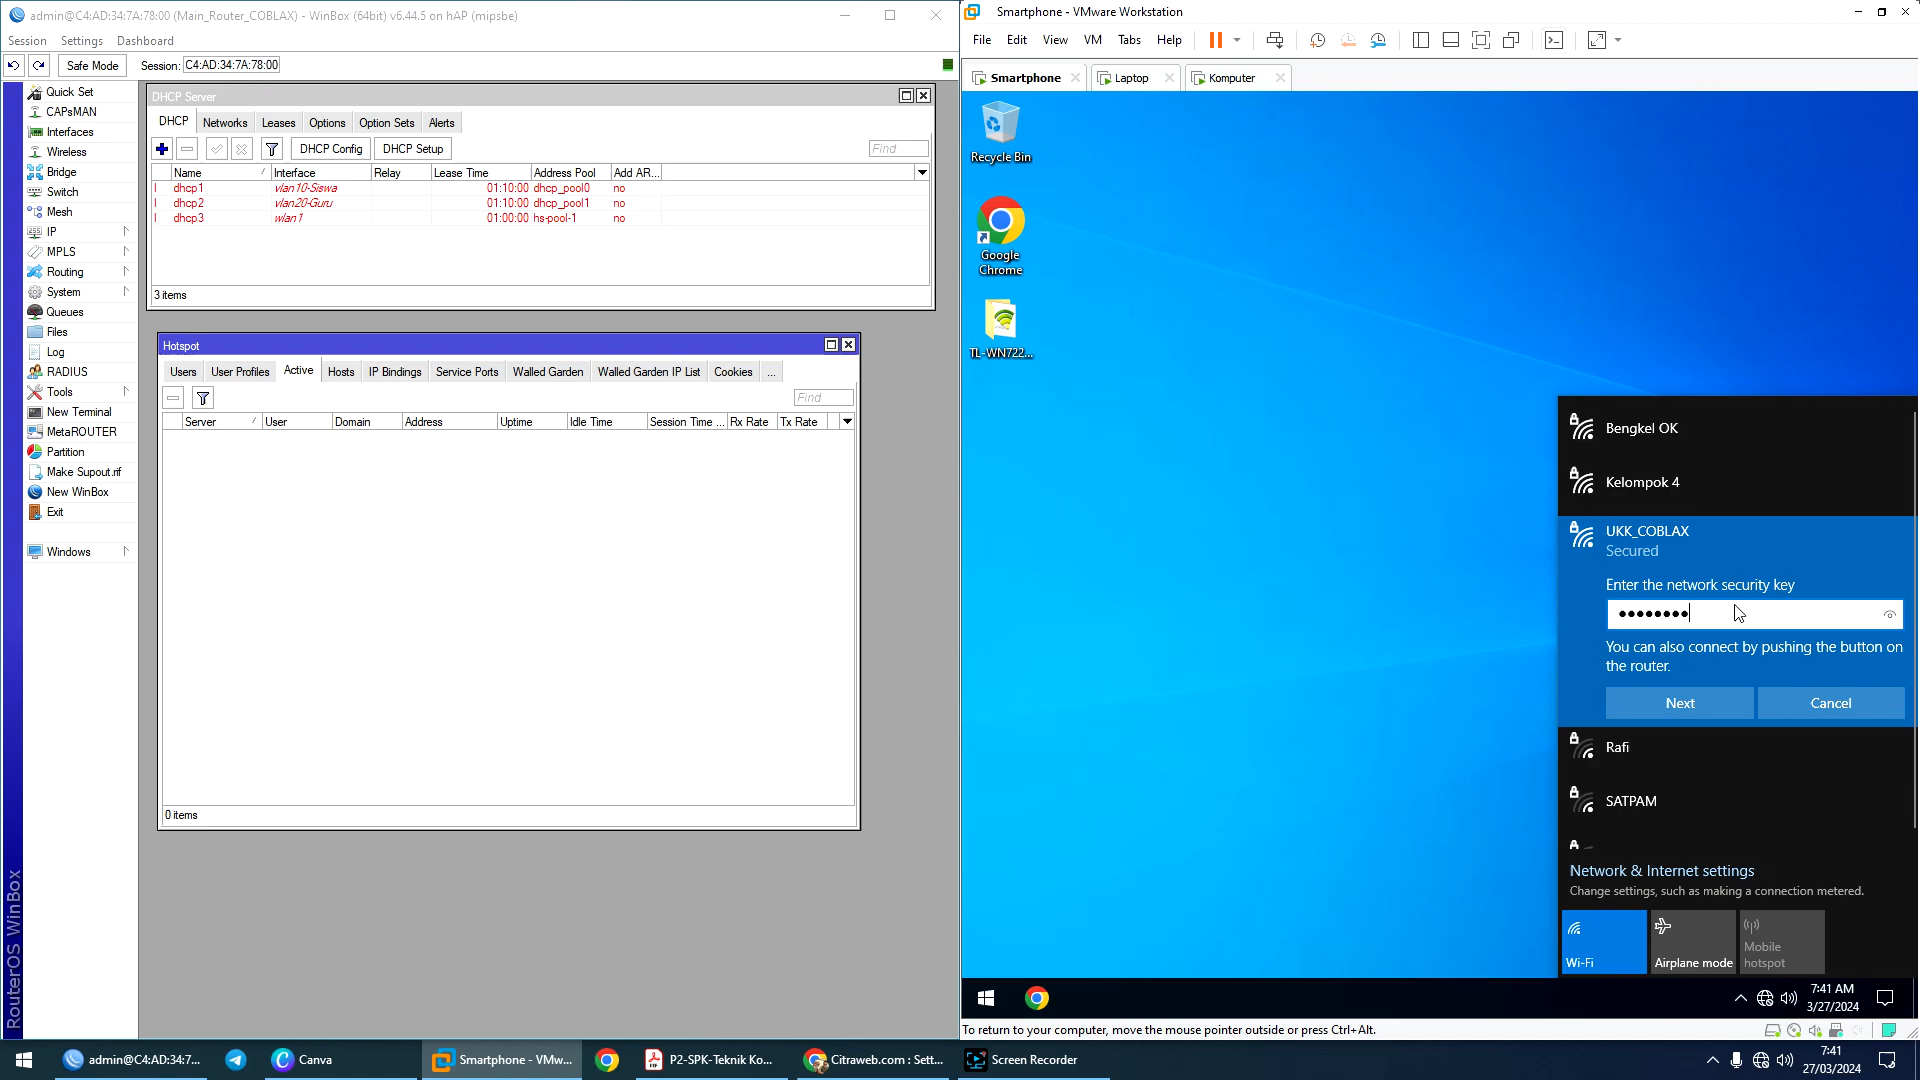 admin@C4:AD:34:7A:78:00 (Main_Router_COBLAX) - WinBox (64bit) v6.44.5 on hAP (mipsbe)
Session Settings Dashboard
Safe Mode Session: C4:AD:34:7A:78:00
Quick Set
CAPsMAN
Interfaces
Wireless
Bridge
Switch
Mesh
IP
MPLS
Routing
System
Queues
Files
Log
RADIUS
Tools
New Terminal
MetaROUTER
Partition
Make Supout.rif
New WinBox
Exit
Windows
RouterOS WinBox
DHCP Server
DHCP Networks Leases Options Option Sets Alerts
DHCP Config DHCP Setup Find
Name Interface Relay Lease Time Address Pool Add AR...
I dhcp1 vlan10-Siswa 01:10:00 dhcp_pool0 no
I dhcp2 vlan20-Guru 01:10:00 dhcp_pool1 no
I dhcp3 wlan1 01:00:00 hs-pool-1 no
3 items
Hotspot
Users User Profiles Active Hosts IP Bindings Service Ports Walled Garden Walled Garden IP List Cookies ...
Find
Server User Domain Address Uptime Idle Time Session Time ... Rx Rate Tx Rate
0 items
Smartphone - VMware Workstation
File Edit View VM Tabs Help
Smartphone Laptop Komputer
Recycle Bin
Google
Chrome
TL-WN722...
Bengkel OK
Kelompok 4
UKK_COBLAX
Secured
Enter the network security key
●●●●●●●●
You can also connect by pushing the button on
the router.
Next Cancel
Rafi
SATPAM
Network & Internet settings
Change settings, such as making a connection metered.
Wi-Fi
Airplane mode
Mobile
hotspot
7:41 AM
3/27/2024
To return to your computer, move the mouse pointer outside or press Ctrl+Alt.
admin@C4:AD:34:7... Canva Smartphone - VMw... P2-SPK-Teknik Ko... Citraweb.com : Sett... Screen Recorder
7:41
27/03/2024